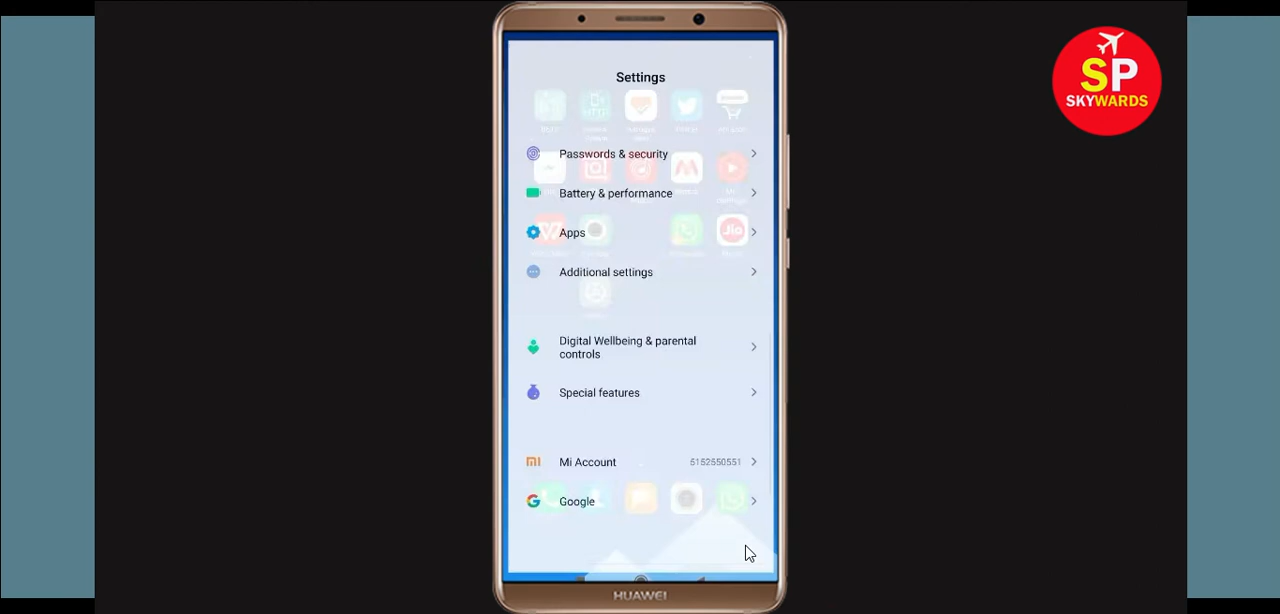 SP
SKYWARDS
Settings
Passwords & security
Battery & performance
Apps
Additional settings
Digital Wellbeing & parental
controls
Special features
Mi Account 5152550551
Google
HUAWEI